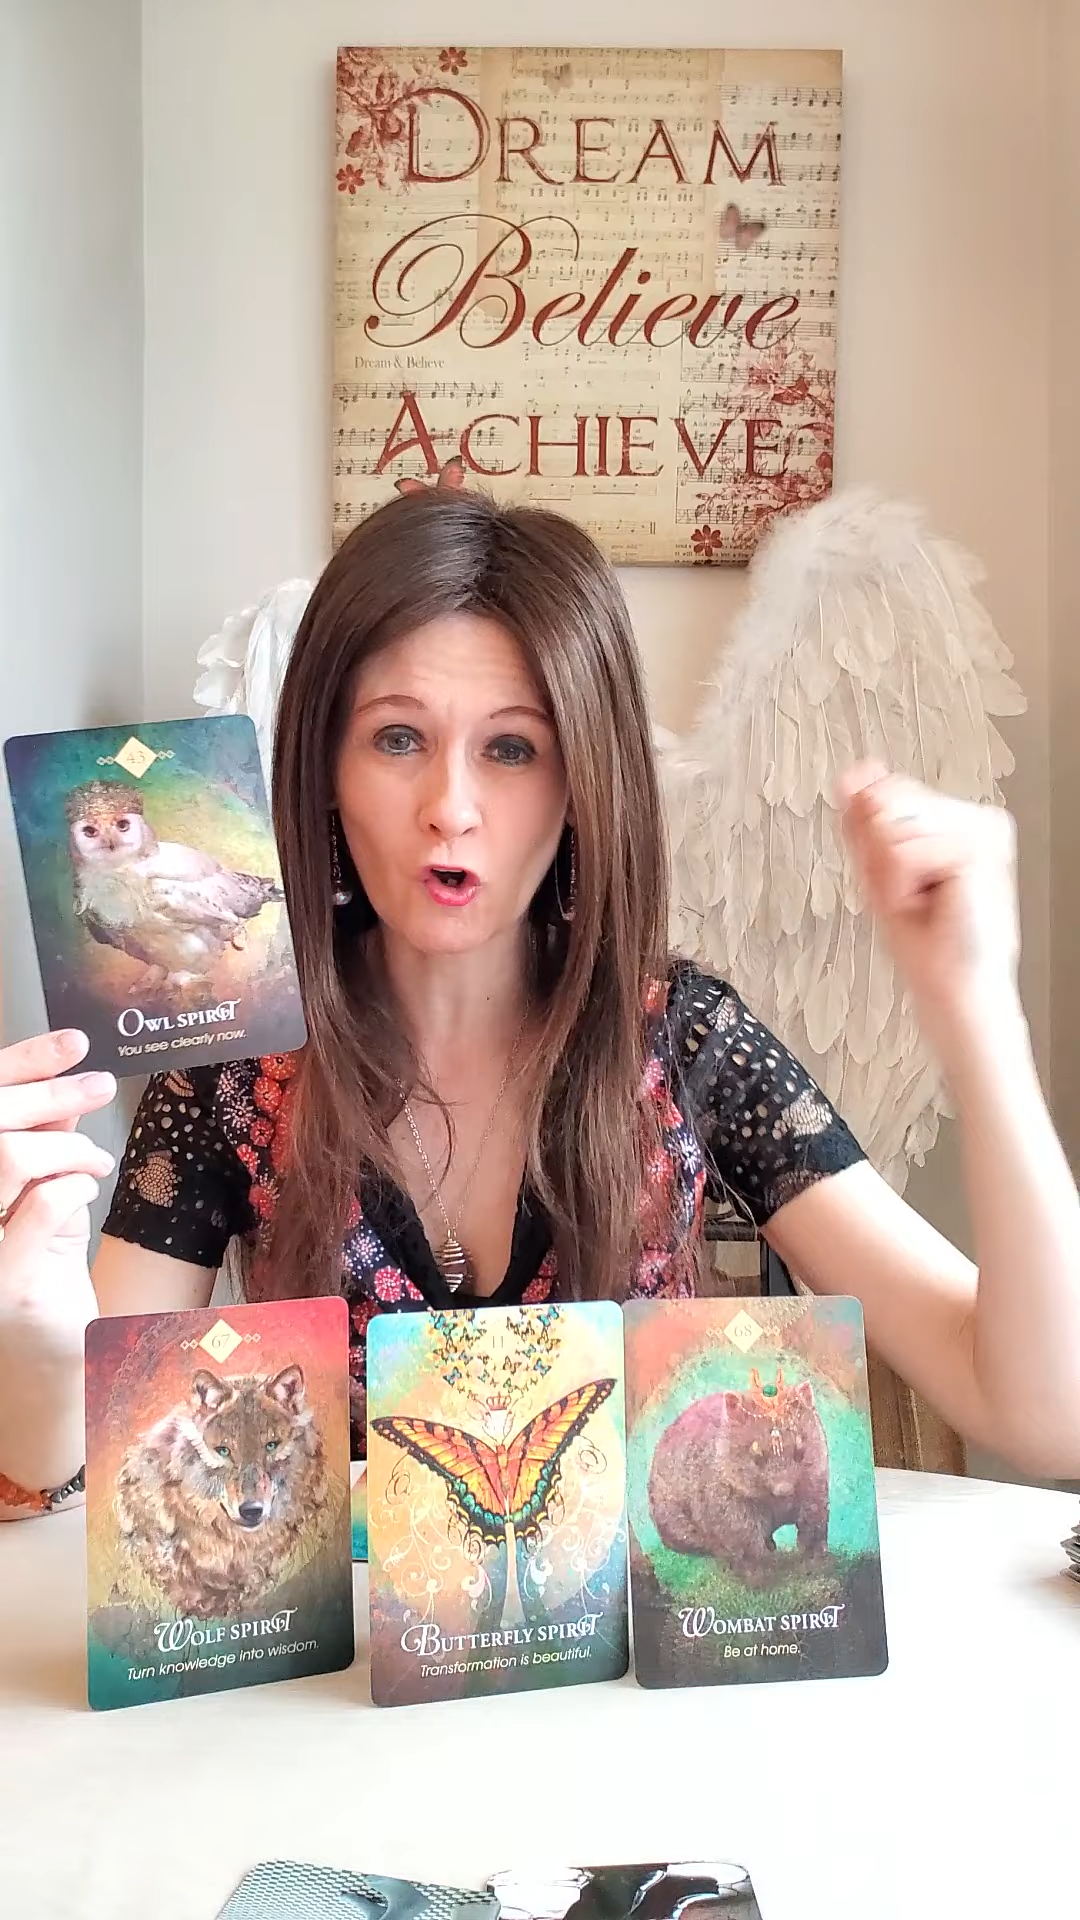 DREAM
Believe
Dream & Believe
ACHIEVE
43
OWL SPIRIT
You see clearly now.
67
WOLF SPIRIT
Turn knowledge into wisdom.
11
BUTTERFLY SPIRIT
Transformation is beautiful.
68
WOMBAT SPIRIT
Be at home.